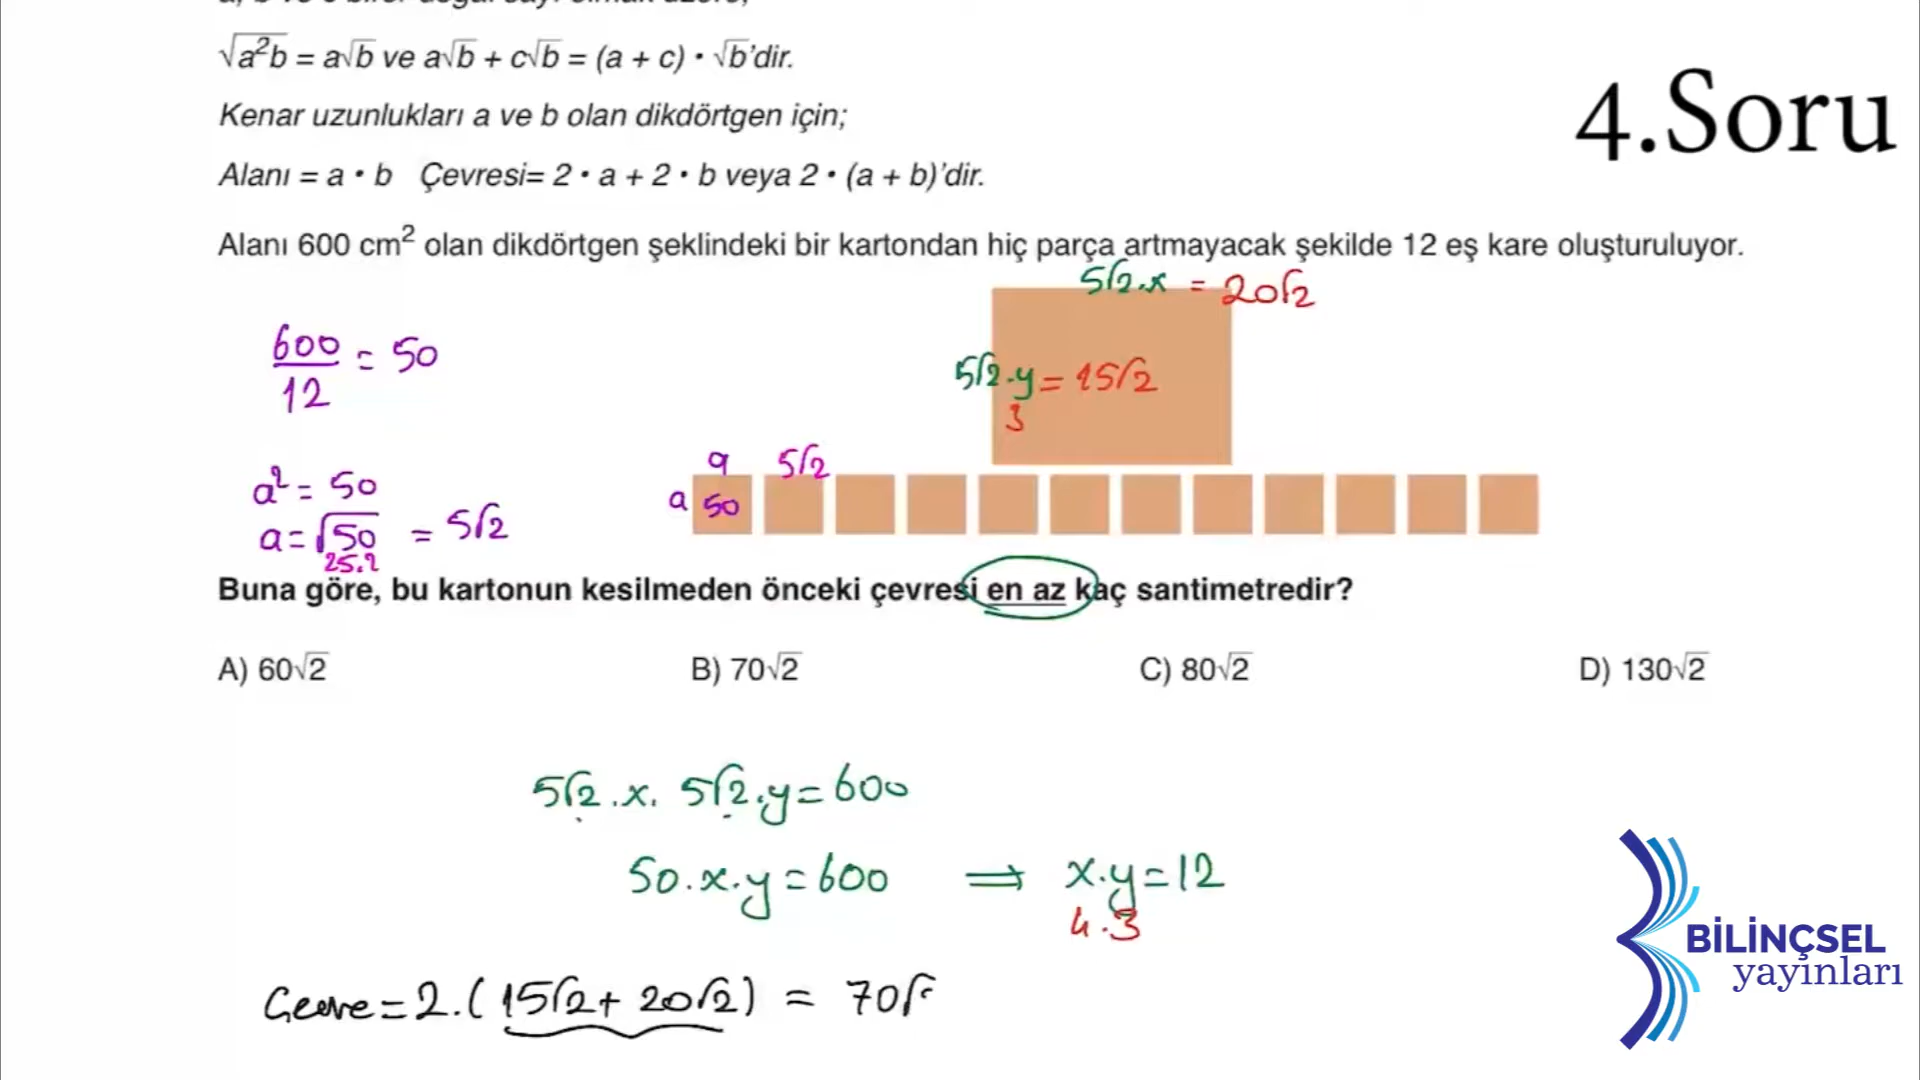 √a²b = a√b ve a√b + c√b = (a + c) • √b’dir.
4.Soru
Kenar uzunlukları a ve b olan dikdörtgen için;
Alanı = a • b   Çevresi= 2 • a + 2 • b veya 2 • (a + b)’dir.
Alanı 600 cm² olan dikdörtgen şeklindeki bir kartondan hiç parça artmayacak şekilde 12 eş kare oluşturuluyor.
5√2.x = 20√2
600/12 = 50
5√2.y = 15√2
3
a 5√2
a² = 50
a 50
a = √50 = 5√2
25.2
Buna göre, bu kartonun kesilmeden önceki çevresi en az kaç santimetredir?
A) 60√2   B) 70√2   C) 80√2   D) 130√2
5√2.x. 5√2.y = 600
50.x.y = 600 ⇒ x.y = 12
4.3
BİLİNÇSEL
yayınları
Çevre = 2.(15√2 + 20√2) = 70√